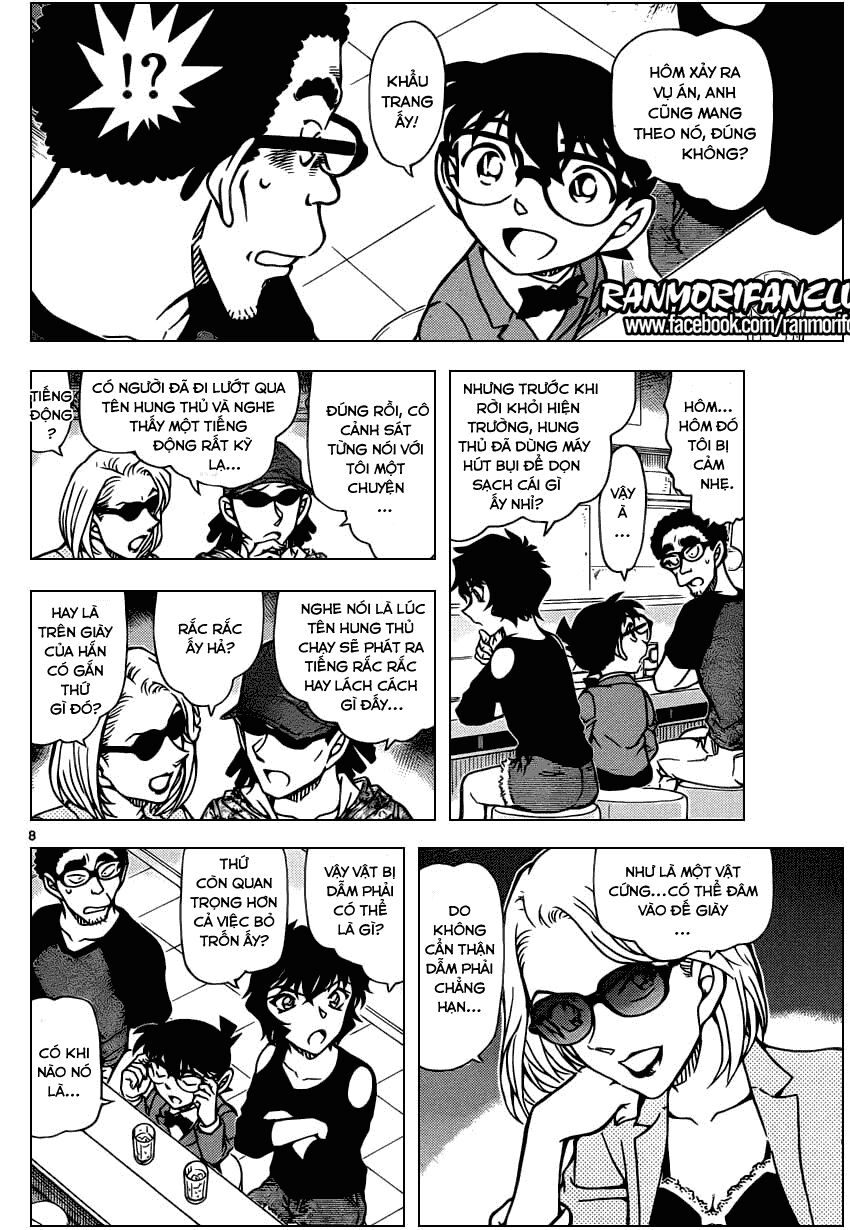 HÔM XẢY RA
VỤ ÁN, ANH
CŨNG MANG
THEO NÓ, ĐÚNG
KHÔNG?
KHẨU
TRANG
ẤY!
!?
RANMORIFANCLU
www.facebook.com/ranmorifa
HÔM...
HÔM ĐÓ
TÔI BỊ
CẢM
NHẸ.
VẬY
À
...
NHƯNG TRƯỚC KHI
RỜI KHỎI HIỆN
TRƯỜNG, HUNG
THỦ ĐÃ DÙNG MÁY
HÚT BỤI ĐỂ DỌN
SẠCH CÁI GÌ
ẤY NHỈ?
ĐÚNG RỒI, CÔ
CẢNH SÁT
TỪNG NÓI VỚI
TÔI MỘT
CHUYỆN
...
CÓ NGƯỜI ĐÃ ĐI LƯỚT QUA
TÊN HUNG THỦ VÀ NGHE
THẤY MỘT TIẾNG
ĐỘNG RẤT KỲ
LẠ...
TIẾNG
ĐỘNG
?
NGHE NÓI LÀ LÚC
TÊN HUNG THỦ
CHẠY SẼ PHÁT RA
TIẾNG RẮC RẮC
HAY LÁCH CÁCH
GÌ ĐẤY...
RẮC RẮC
ẤY HẢ?
HAY LÀ
TRÊN GIÀY
CỦA HẮN
CÓ GẮN
THỨ
GÌ ĐÓ?
8
NHƯ LÀ MỘT VẬT
CỨNG...CÓ THỂ ĐÂM
VÀO ĐẾ GIÀY
...
DO
KHÔNG
CẨN THẬN
DẪM PHẢI
CHẲNG
HẠN...
VẬY VẬT BỊ
DẪM PHẢI
CÓ THỂ
LÀ GÌ?
THỨ
CÒN QUAN
TRỌNG HƠN
CẢ VIỆC BỎ
TRỐN ẤY?
CÓ KHI
NÀO NÓ
LÀ...